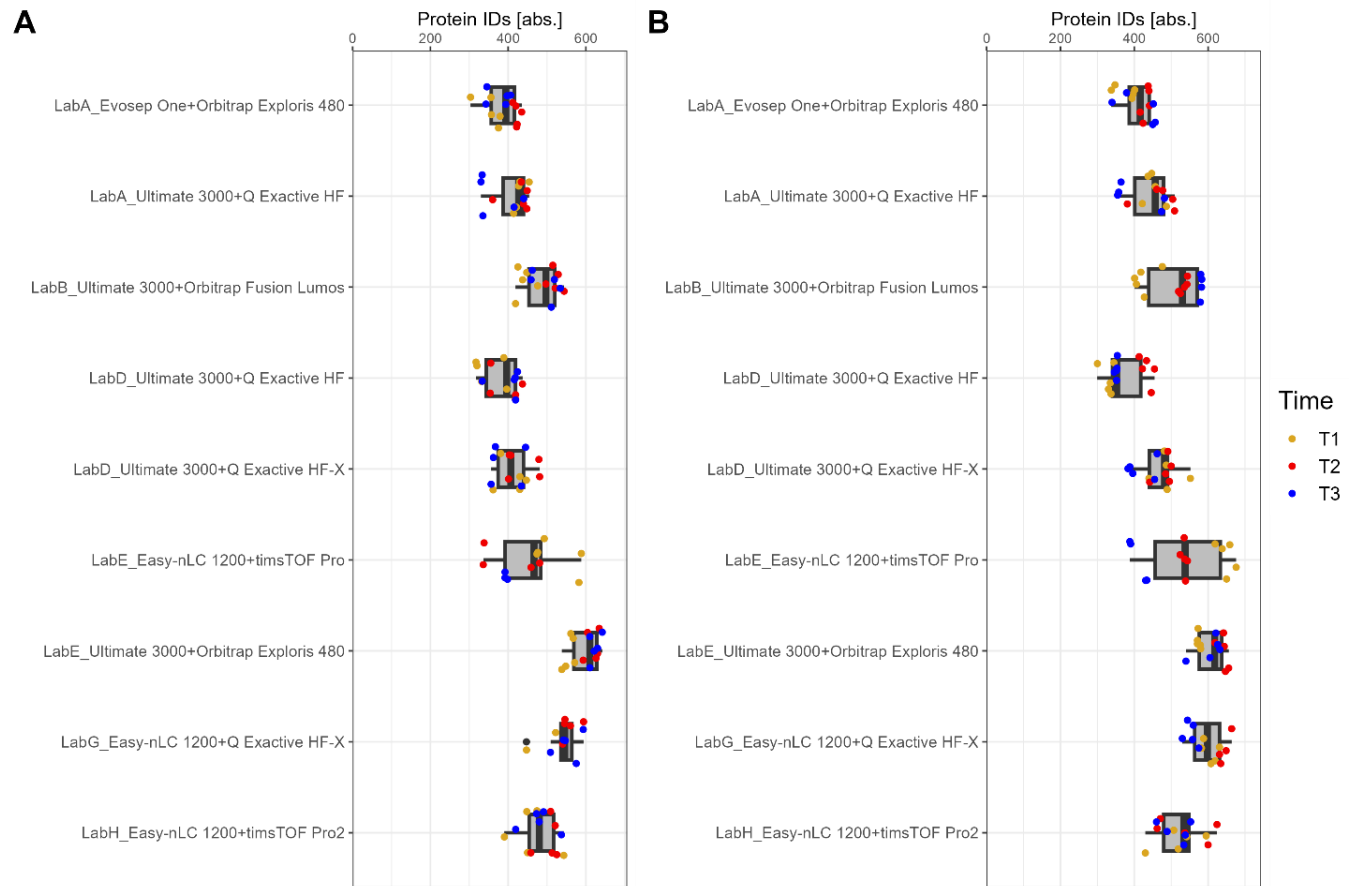 A
Protein IDs [abs.]
0 200 400 600
LabA_Evosep One+Orbitrap Exploris 480
LabA_Ultimate 3000+Q Exactive HF
LabB_Ultimate 3000+Orbitrap Fusion Lumos
LabD_Ultimate 3000+Q Exactive HF
LabD_Ultimate 3000+Q Exactive HF-X
LabE_Easy-nLC 1200+timsTOF Pro
LabE_Ultimate 3000+Orbitrap Exploris 480
LabG_Easy-nLC 1200+Q Exactive HF-X
LabH_Easy-nLC 1200+timsTOF Pro2
B
Protein IDs [abs.]
0 200 400 600
LabA_Evosep One+Orbitrap Exploris 480
LabA_Ultimate 3000+Q Exactive HF
LabB_Ultimate 3000+Orbitrap Fusion Lumos
LabD_Ultimate 3000+Q Exactive HF
LabD_Ultimate 3000+Q Exactive HF-X
LabE_Easy-nLC 1200+timsTOF Pro
LabE_Ultimate 3000+Orbitrap Exploris 480
LabG_Easy-nLC 1200+Q Exactive HF-X
LabH_Easy-nLC 1200+timsTOF Pro2
Time
T1
T2
T3